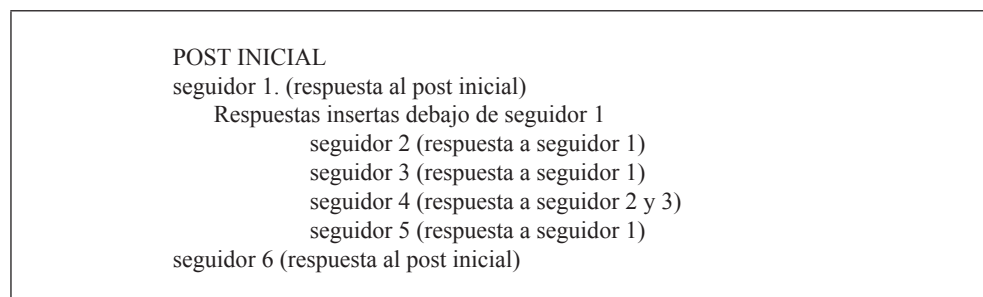 POST INICIAL
seguidor 1. (respuesta al post inicial)
Respuestas insertas debajo de seguidor 1
seguidor 2 (respuesta a seguidor 1)
seguidor 3 (respuesta a seguidor 1)
seguidor 4 (respuesta a seguidor 2 y 3)
seguidor 5 (respuesta a seguidor 1)
seguidor 6 (respuesta al post inicial)